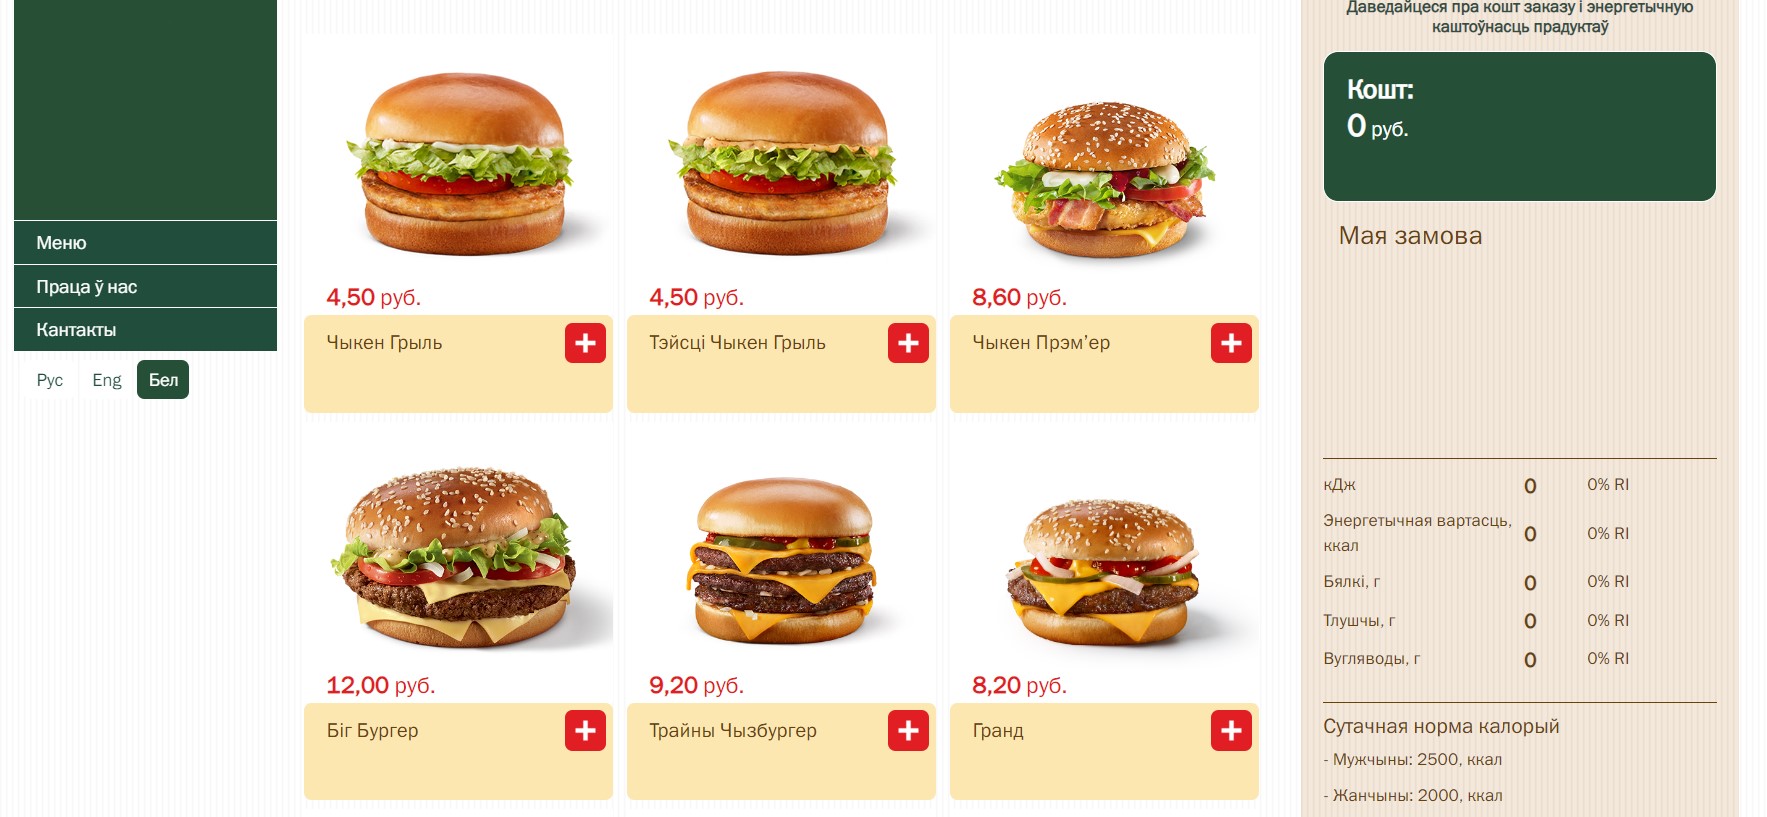 Меню
Праца ў нас
Кантакты
Рус
Eng
Бел
4,50 руб.
Чыкен Грыль
4,50 руб.
Тэйсці Чыкен Грыль
8,60 руб.
Чыкен Прэм’ер
12,00 руб.
Біг Бургер
9,20 руб.
Трайны Чызбургер
8,20 руб.
Гранд
Даведайцеся пра кошт заказу і энергетычную
каштоўнасць прадуктаў
Кошт:
0 руб.
Мая замова
кДж 0 0% RI
Энергетычная вартасць,
ккал 0 0% RI
Бялкі, г 0 0% RI
Тлушчы, г 0 0% RI
Вугляводы, г 0 0% RI
Сутачная норма калорый
- Мужчыны: 2500, ккал
- Жанчыны: 2000, ккал